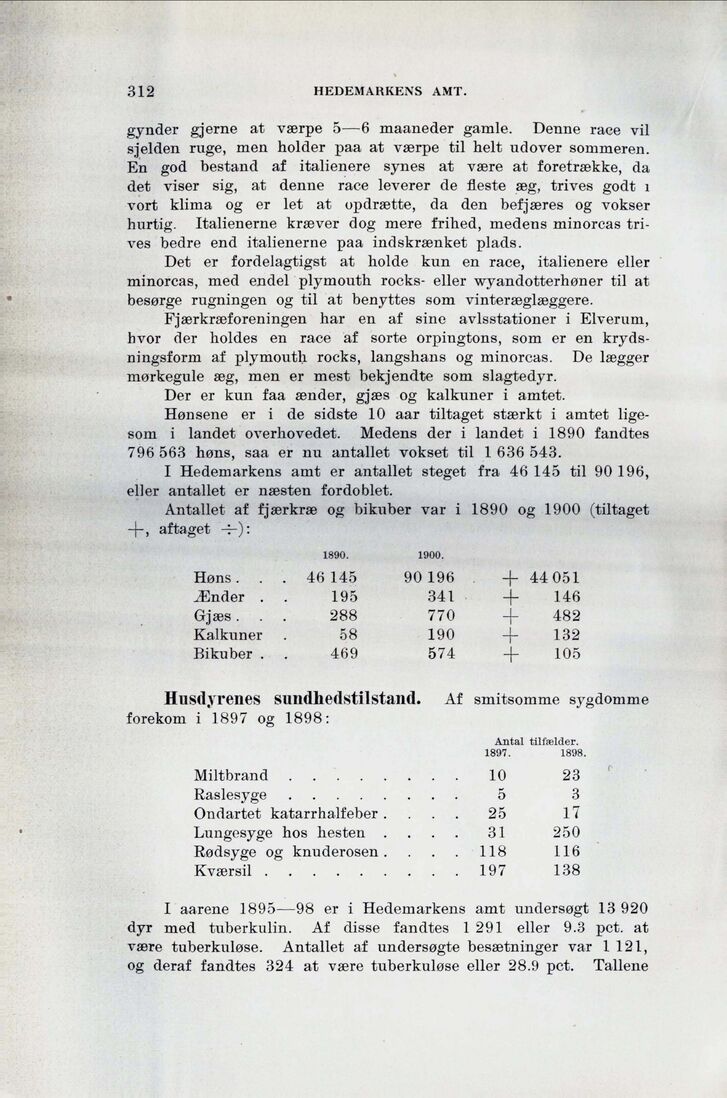 312 HEDEMARKENS AMT.
gynder gjerne at værpe 5—6 maaneder gamle. Denne race vil
sjelden ruge, men holder paa at værpe til helt udover sommeren.
En god bestand af italienere synes at være at foretrække, da
det viser sig, at denne race leverer de fleste æg, trives godt ı
vort klima og er let at opdrætte, da den befjæres og vokser
hurtig. Italienerne kræver dog mere frihed, medens minorcas tri-
ves bedre end italienerne paa indskrænket plads.
Det er fordelagtigst at holde kun en race, italienere eller
minorcas, med endel plymouth rocks- eller wyandotterhøner til at
besørge rugningen og til at benyttes som vinteræglæggere.
Fjærkræforeningen har en af sine avlsstationer i Elverum,
hvor der holdes en race af sorte orpingtons, som er en kryds-
ningsform af plymouth rocks, langshans og minorcas. De lægger
mørkegule æg, men er mest bekjendte som slagtedyr.
Der er kun faa ænder, gjæs og kalkuner i amtet.
Hønsene er i de sidste 10 aar tiltaget stærkt i amtet lige-
som i landet overhovedet. Medens der i landet i 1890 fandtes
796 563 høns, saa er nu antallet vokset til 1 636 543.
I Hedemarkens amt er antallet steget fra 46 145 til 90 196,
eller antallet er næsten fordoblet.
Antallet af fjærkræ og bikuber var i 1890 og 1900 (tiltaget
+, aftaget ÷):
1890. 1900.
Høns . . . 46 145 90 196 + 44 051
Ænder . . 195 341 + 146
Gjæs . . . 288 770 + 482
Kalkuner . 58 190 + 132
Bikuber . . 469 574 + 105
Husdyrenes sundhedstilstand. Af smitsomme sygdomme
forekom i 1897 og 1898:
Antal tilfælder.
1897. 1898.
Miltbrand . . . . . . . . 10 23
Raslesyge . . . . . . . . 5 3
Ondartet katarrhalfeber . . . . 25 17
Lungesyge hos hesten . . . . 31 250
Rødsyge og knuderosen . . . . 118 116
Kværsil . . . . . . . . . 197 138
I aarene 1895—98 er i Hedemarkens amt undersøgt 13 920
dyr med tuberkulin. Af disse fandtes 1 291 eller 9.3 pct. at
være tuberkuløse. Antallet af undersøgte besætninger var 1 121,
og deraf fandtes 324 at være tuberkuløse eller 28.9 pct. Tallene